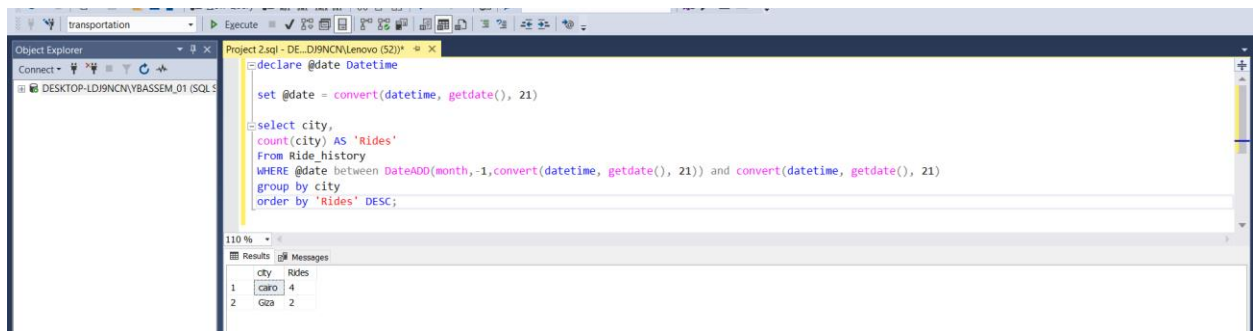 transportation
Execute
Object Explorer
Project 2.sql - DE...DJ9NCN\Lenovo (52))*
Connect
DESKTOP-LDJ9NCN\YBASSEM_01 (SQL S
declare @date Datetime
set @date = convert(datetime, getdate(), 21)
select city,
count(city) AS 'Rides'
From Ride_history
WHERE @date between DateADD(month,-1,convert(datetime, getdate(), 21)) and convert(datetime, getdate(), 21)
group by city
order by 'Rides' DESC;
110 %
Results Messages
city Rides
1 cairo 4
2 Giza 2